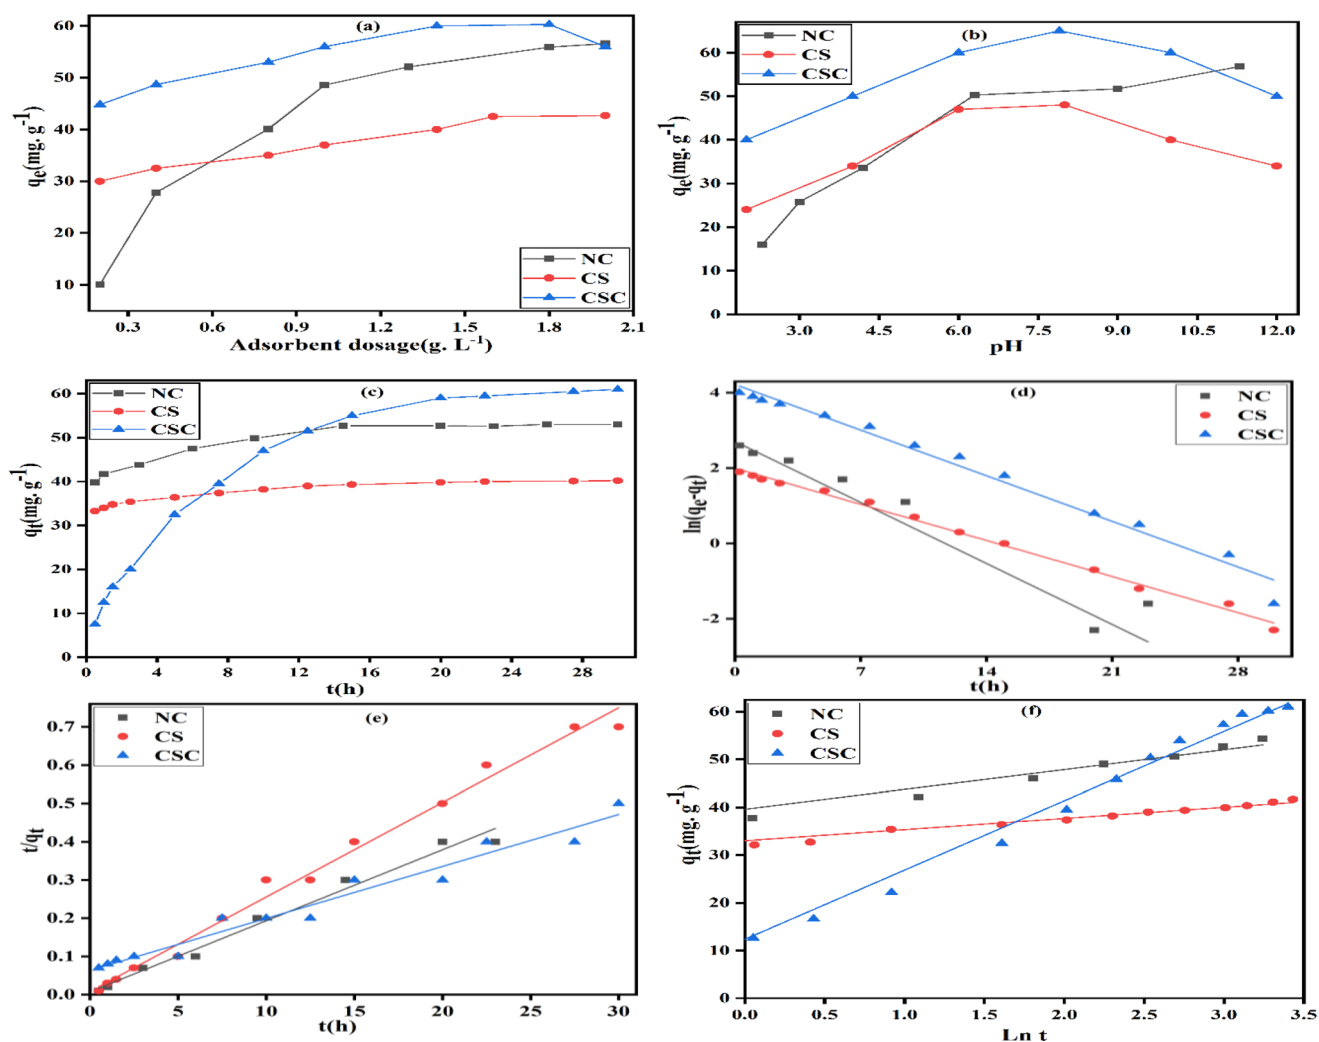 (a)
60
50
40
30
20
10
qe(mg. g-1)
NC
CS
CSC
0.3 0.6 0.9 1.2 1.5 1.8 2.1
Adsorbent dosage(g. L-1)
(b)
NC
CS
CSC
60
50
40
30
20
10
0
qe(mg. g-1)
3.0 4.5 6.0 7.5 9.0 10.5 12.0
pH
(c)
NC
CS
CSC
60
50
40
30
20
10
0
qt(mg. g-1)
0 4 8 12 16 20 24 28
t(h)
(d)
NC
CS
CSC
4
2
0
-2
ln(qe-qt)
0 7 14 21 28
t(h)
(e)
NC
CS
CSC
0.7
0.6
0.5
0.4
0.3
0.2
0.1
0.0
t/qt
0 5 10 15 20 25 30
t(h)
(f)
NC
CS
CSC
60
50
40
30
20
10
0
qt(mg. g-1)
0.0 0.5 1.0 1.5 2.0 2.5 3.0 3.5
Ln t